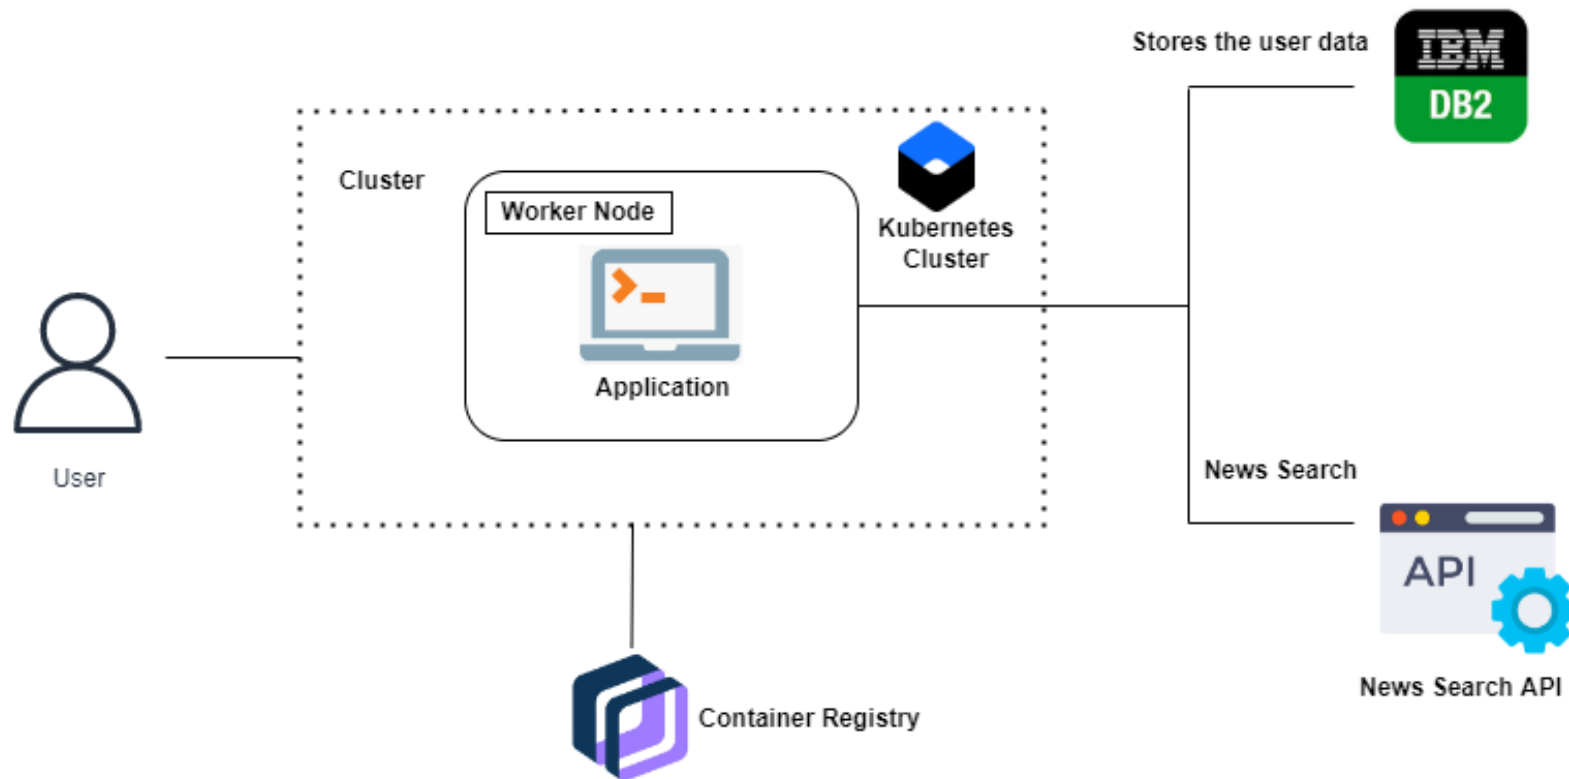 Stores the user data
IBM
DB2
Cluster
Worker Node
Kubernetes
Cluster
Application
User
News Search
API
News Search API
Container Registry